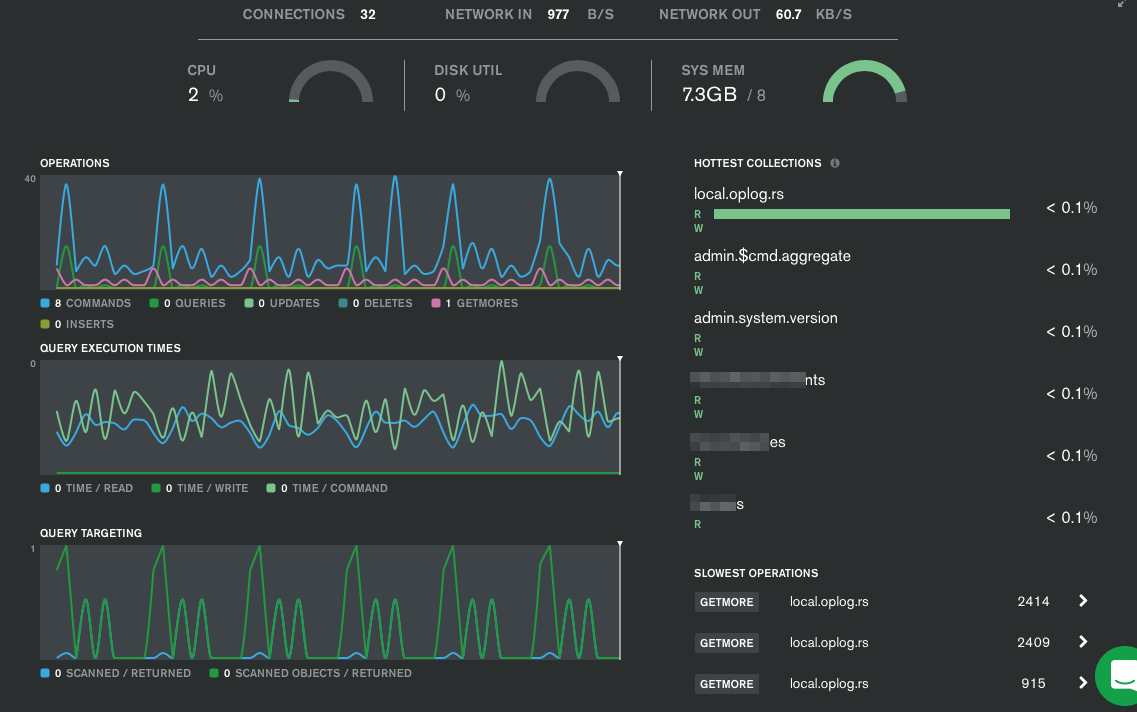 CONNECTIONS 32 NETWORK IN 977 B/S NETWORK OUT 60.7 KB/S
CPU
2 %
DISK UTIL
0 %
SYS MEM
7.3GB / 8
OPERATIONS
40
8 COMMANDS 0 QUERIES 0 UPDATES 0 DELETES 1 GETMORES
0 INSERTS
QUERY EXECUTION TIMES
0
0 TIME / READ 0 TIME / WRITE 0 TIME / COMMAND
QUERY TARGETING
1
0 SCANNED / RETURNED 0 SCANNED OBJECTS / RETURNED
HOTTEST COLLECTIONS
local.oplog.rs
R
W
< 0.1%
admin.$cmd.aggregate
R
W
< 0.1%
admin.system.version
R
W
< 0.1%
nts
R
W
< 0.1%
es
R
W
< 0.1%
s
R
< 0.1%
SLOWEST OPERATIONS
GETMORE local.oplog.rs 2414
GETMORE local.oplog.rs 2409
GETMORE local.oplog.rs 915